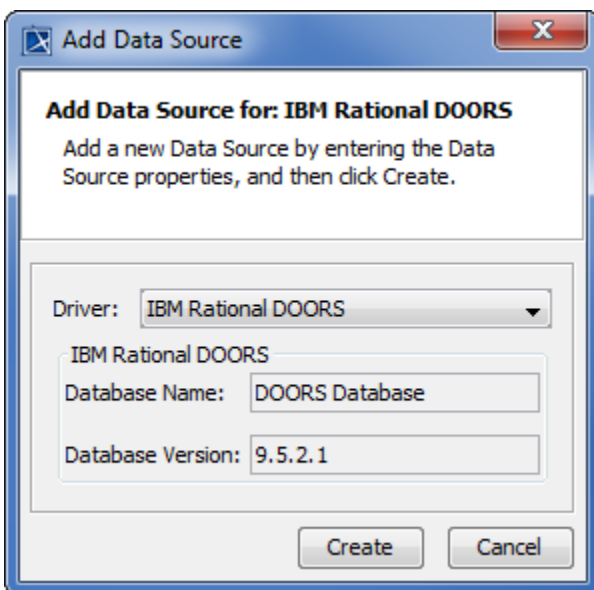 Add Data Source
Add Data Source for: IBM Rational DOORS
Add a new Data Source by entering the Data
Source properties, and then click Create.
Driver: IBM Rational DOORS
IBM Rational DOORS
Database Name: DOORS Database
Database Version: 9.5.2.1
Create Cancel